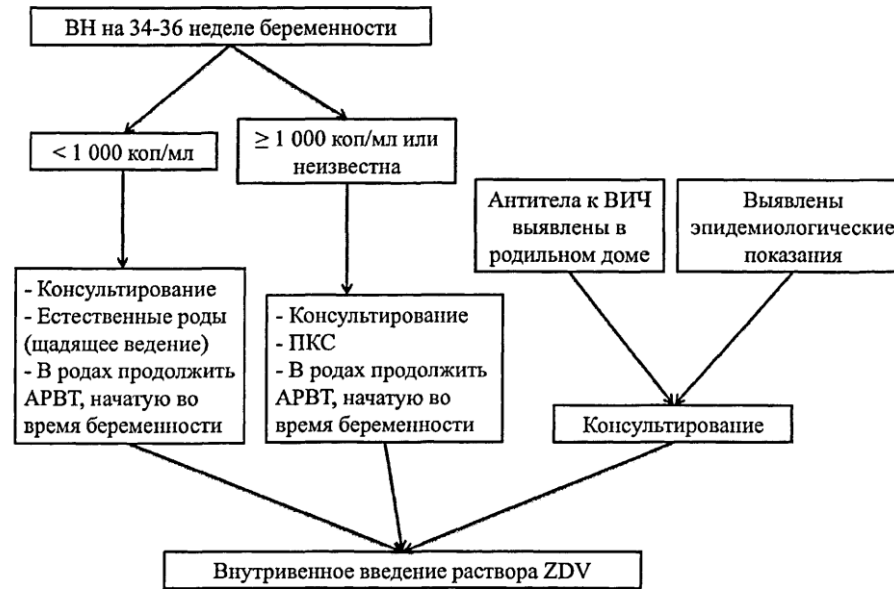 ВН на 34-36 неделе беременности
< 1 000 коп/мл
≥ 1 000 коп/мл или
неизвестна
Антитела к ВИЧ
выявлены в
родильном доме
Выявлены
эпидемиологические
показания
- Консультирование
- Естественные роды
(щадящее ведение)
- В родах продолжить
АРВТ, начатую во
время беременности
- Консультирование
- ПКС
- В родах продолжить
АРВТ, начатую во
время беременности
Консультирование
Внутривенное введение раствора ZDV